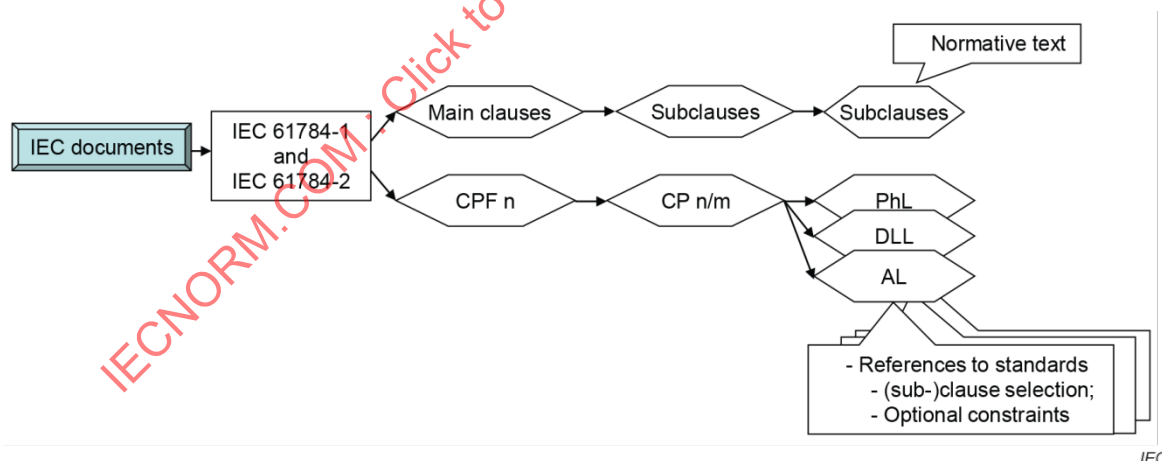 Normative text
Main clauses
Subclauses
Subclauses
IEC documents
IEC 61784-1
and
IEC 61784-2
CPF n
CP n/m
PhL
DLL
AL
- References to standards
- (sub-)clause selection;
- Optional constraints
IECNORM.COM : Click to
IEC